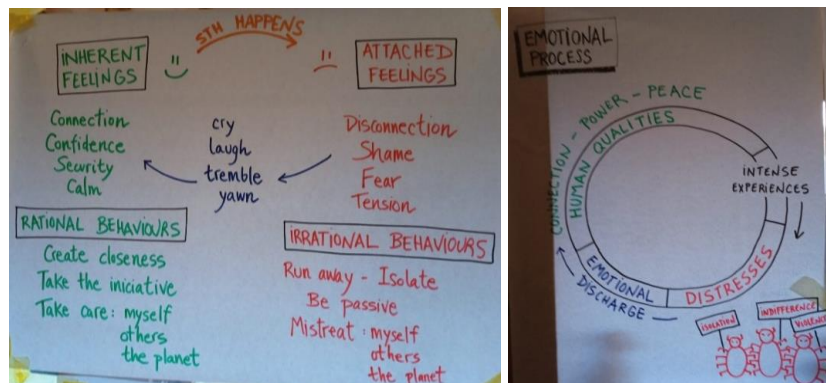 STH HAPPENS
INHERENT
FEELINGS
ATTACHED
FEELINGS
Connection
Confidence
Security
Calm
cry
laugh
tremble
yawn
Disconnection
Shame
Fear
Tension
RATIONAL BEHAVIOURS
Create closeness
Take the iniciative
Take care: myself
others
the planet
IRRATIONAL BEHAVIOURS
Run away - Isolate
Be passive
Mistreat: myself
others
the planet
EMOTIONAL
PROCESS
CONNECTION - POWER - PEACE
HUMAN QUALITIES
INTENSE
EXPERIENCES
DISTRESSES
EMOTIONAL
DISCHARGE
ISOLATION
INDIFFERENCE
VIOLENCE